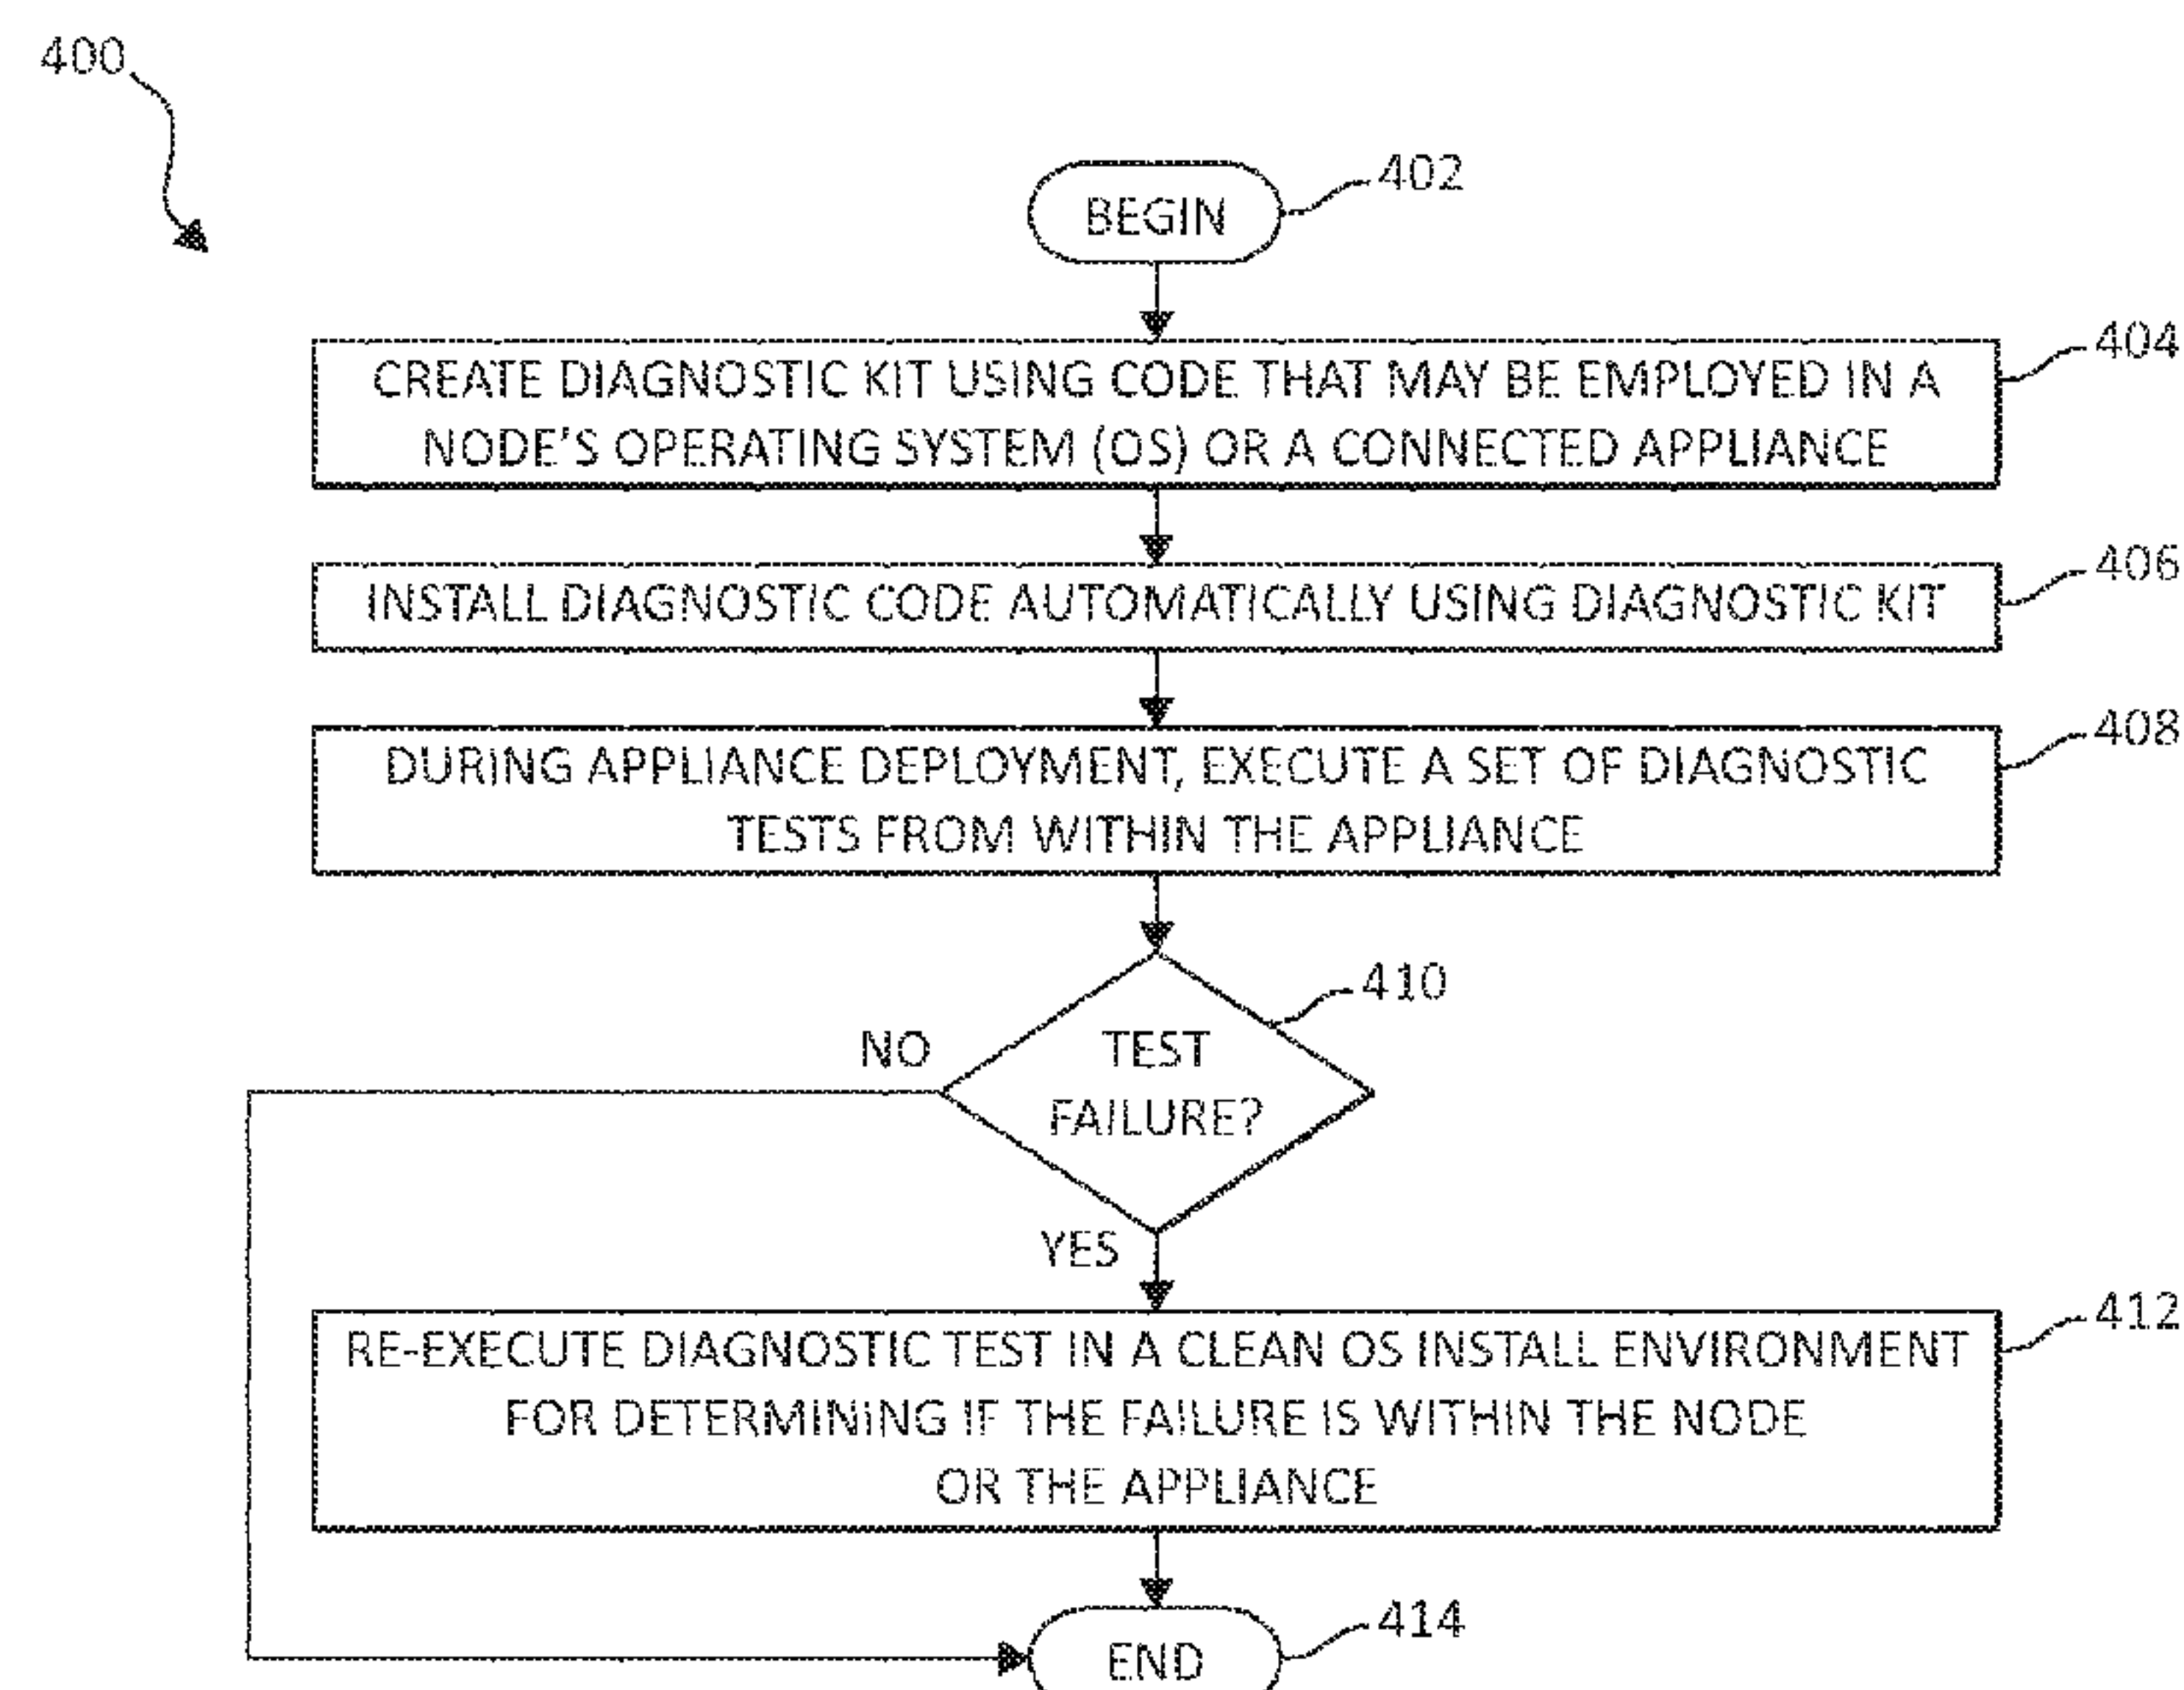 400
BEGIN
402
CREATE DIAGNOSTIC KIT USING CODE THAT MAY BE EMPLOYED IN A
NODE'S OPERATING SYSTEM (OS) OR A CONNECTED APPLIANCE
404
INSTALL DIAGNOSTIC CODE AUTOMATICALLY USING DIAGNOSTIC KIT
406
DURING APPLIANCE DEPLOYMENT, EXECUTE A SET OF DIAGNOSTIC
TESTS FROM WITHIN THE APPLIANCE
408
410
NO
TEST
FAILURE?
YES
RE-EXECUTE DIAGNOSTIC TEST IN A CLEAN OS INSTALL ENVIRONMENT
FOR DETERMINING IF THE FAILURE IS WITHIN THE NODE
OR THE APPLIANCE
412
END
414